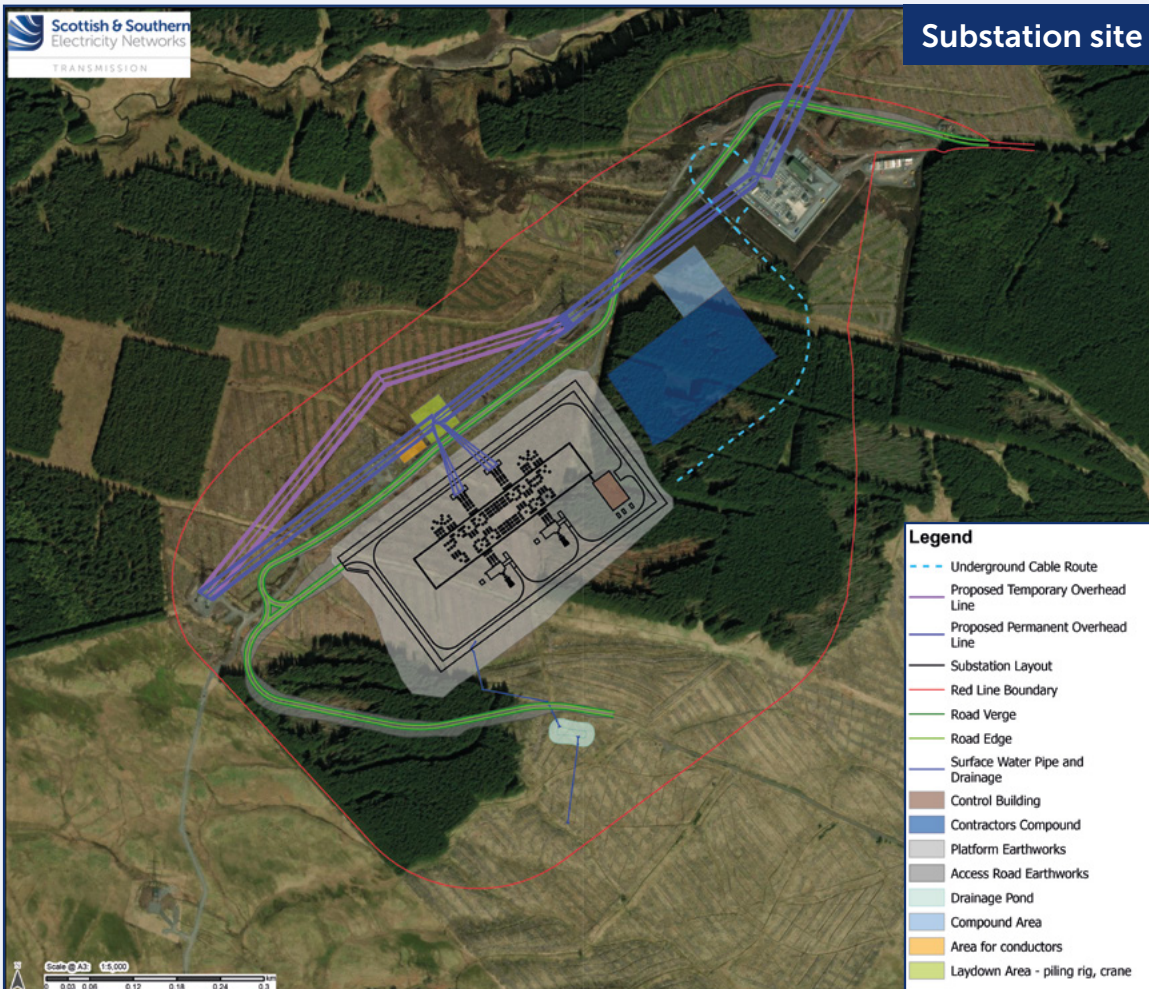 Scottish & Southern
Electricity Networks
TRANSMISSION
Substation site
Legend
Underground Cable Route
Proposed Temporary Overhead
Line
Proposed Permanent Overhead
Line
Substation Layout
Red Line Boundary
Road Verge
Road Edge
Surface Water Pipe and
Drainage
Control Building
Contractors Compound
Platform Earthworks
Access Road Earthworks
Drainage Pond
Compound Area
Area for conductors
Laydown Area - piling rig, crane
N
Scale @ A3: 1:5,000
km
0 0.03 0.06 0.12 0.18 0.24 0.3